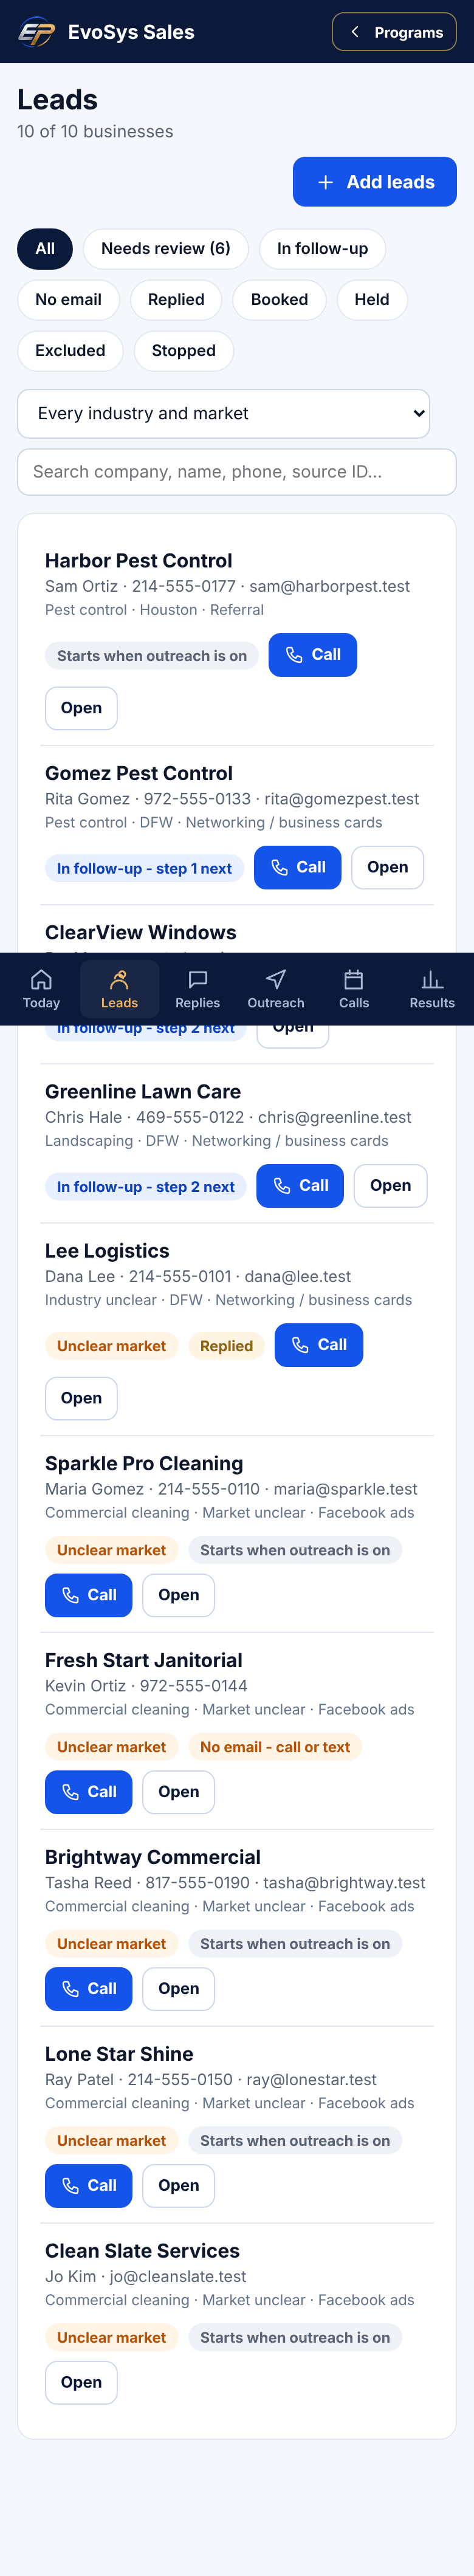 EP EvoSys Sales
Programs
Leads
10 of 10 businesses
Add leads
All
Needs review (6)
In follow-up
No email
Replied
Booked
Held
Excluded
Stopped
Every industry and market
Search company, name, phone, source ID...
Harbor Pest Control
Sam Ortiz · 214-555-0177 · sam@harborpest.test
Pest control · Houston · Referral
Starts when outreach is on
Call
Open
Gomez Pest Control
Rita Gomez · 972-555-0133 · rita@gomezpest.test
Pest control · DFW · Networking / business cards
In follow-up - step 1 next
Call
Open
ClearView Windows
Today
Leads
Replies
Outreach
Calls
Results
In follow-up - step 2 next
Open
Greenline Lawn Care
Chris Hale · 469-555-0122 · chris@greenline.test
Landscaping · DFW · Networking / business cards
In follow-up - step 2 next
Call
Open
Lee Logistics
Dana Lee · 214-555-0101 · dana@lee.test
Industry unclear · DFW · Networking / business cards
Unclear market
Replied
Call
Open
Sparkle Pro Cleaning
Maria Gomez · 214-555-0110 · maria@sparkle.test
Commercial cleaning · Market unclear · Facebook ads
Unclear market
Starts when outreach is on
Call
Open
Fresh Start Janitorial
Kevin Ortiz · 972-555-0144
Commercial cleaning · Market unclear · Facebook ads
Unclear market
No email - call or text
Call
Open
Brightway Commercial
Tasha Reed · 817-555-0190 · tasha@brightway.test
Commercial cleaning · Market unclear · Facebook ads
Unclear market
Starts when outreach is on
Call
Open
Lone Star Shine
Ray Patel · 214-555-0150 · ray@lonestar.test
Commercial cleaning · Market unclear · Facebook ads
Unclear market
Starts when outreach is on
Call
Open
Clean Slate Services
Jo Kim · jo@cleanslate.test
Commercial cleaning · Market unclear · Facebook ads
Unclear market
Starts when outreach is on
Open